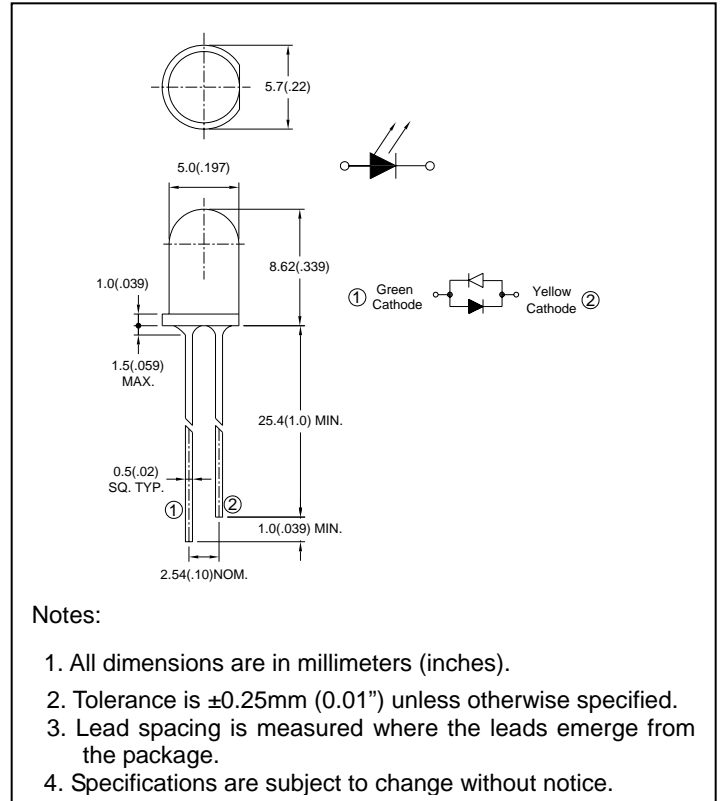 5.7(.22)
5.0(.197)
8.62(.339)
1.0(.039)
① Green
Cathode
Yellow ②
Cathode
1.5(.059)
MAX.
25.4(1.0) MIN.
0.5(.02)
SQ. TYP.
①
②
1.0(.039) MIN.
2.54(.10)NOM.
Notes:
1. All dimensions are in millimeters (inches).
2. Tolerance is ±0.25mm (0.01”) unless otherwise specified.
3. Lead spacing is measured where the leads emerge from
the package.
4. Specifications are subject to change without notice.